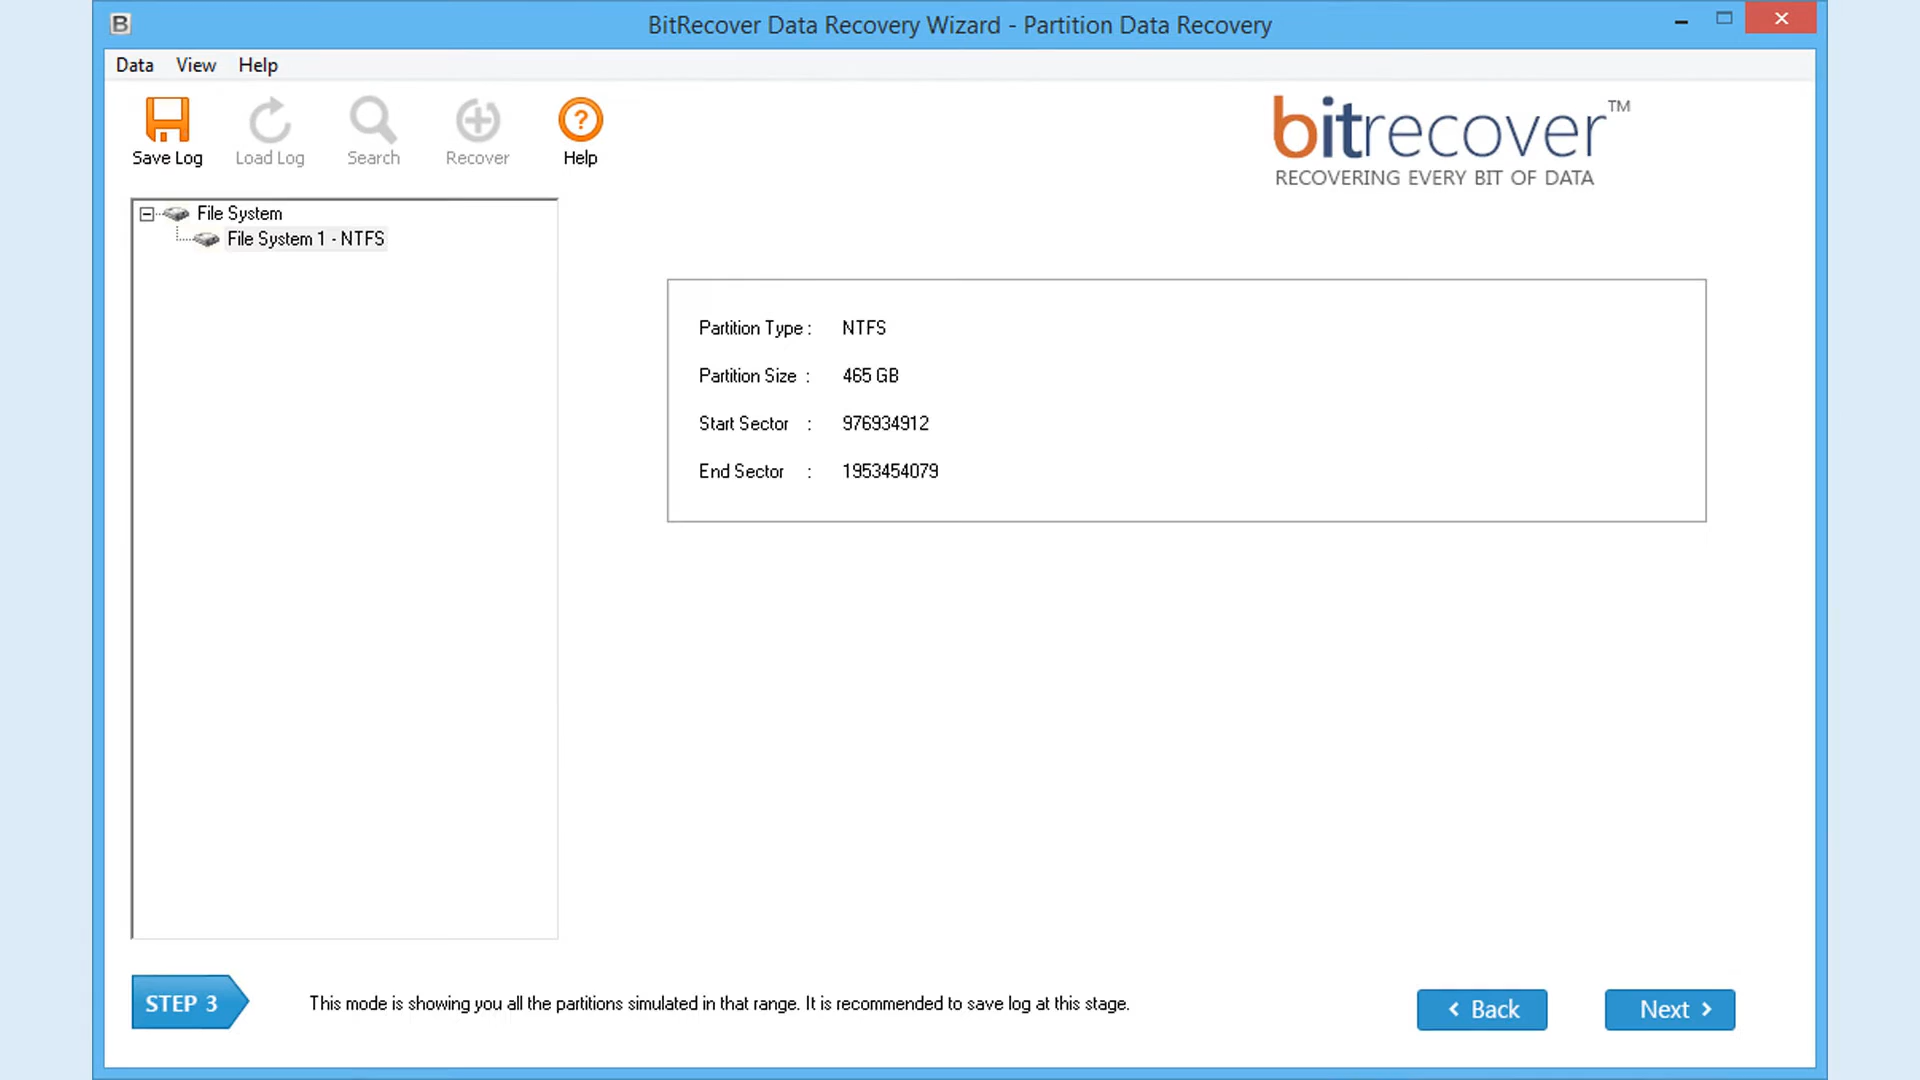 B
BitRecover Data Recovery Wizard - Partition Data Recovery
Data View Help
Save Log Load Log Search Recover Help
bitrecover™
RECOVERING EVERY BIT OF DATA
File System
File System 1 - NTFS
Partition Type : NTFS
Partition Size : 465 GB
Start Sector : 976934912
End Sector : 1953454079
STEP 3
This mode is showing you all the partitions simulated in that range. It is recommended to save log at this stage.
< Back
Next >